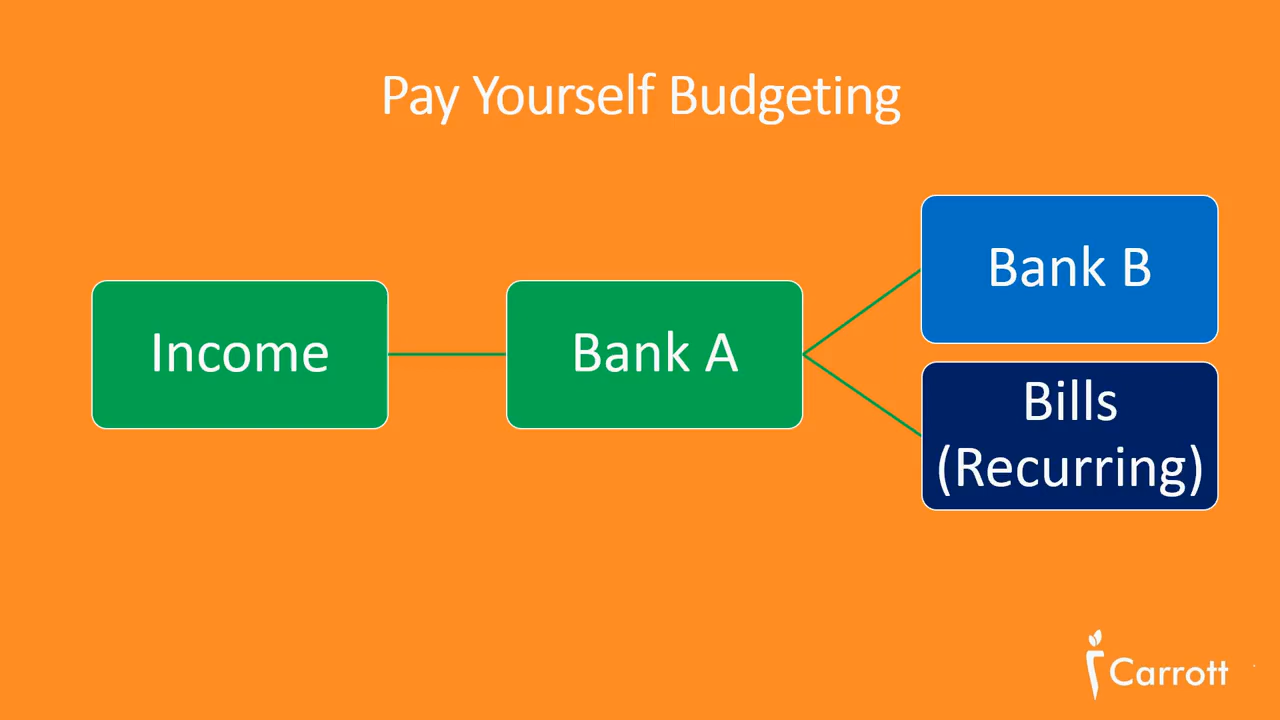 Pay Yourself Budgeting
Income
Bank A
Bank B
Bills
(Recurring)
Carrott